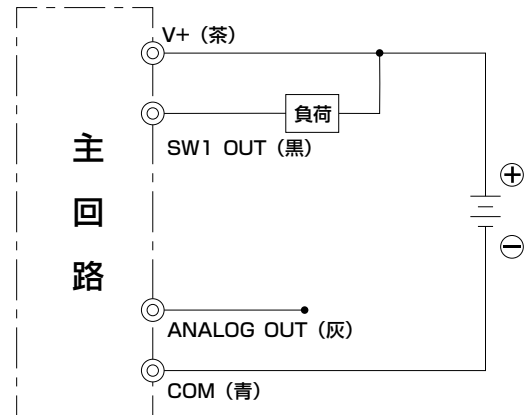 V+（茶）
負荷
SW1 OUT（黒）
主
回
路
+
−
ANALOG OUT（灰）
COM（青）